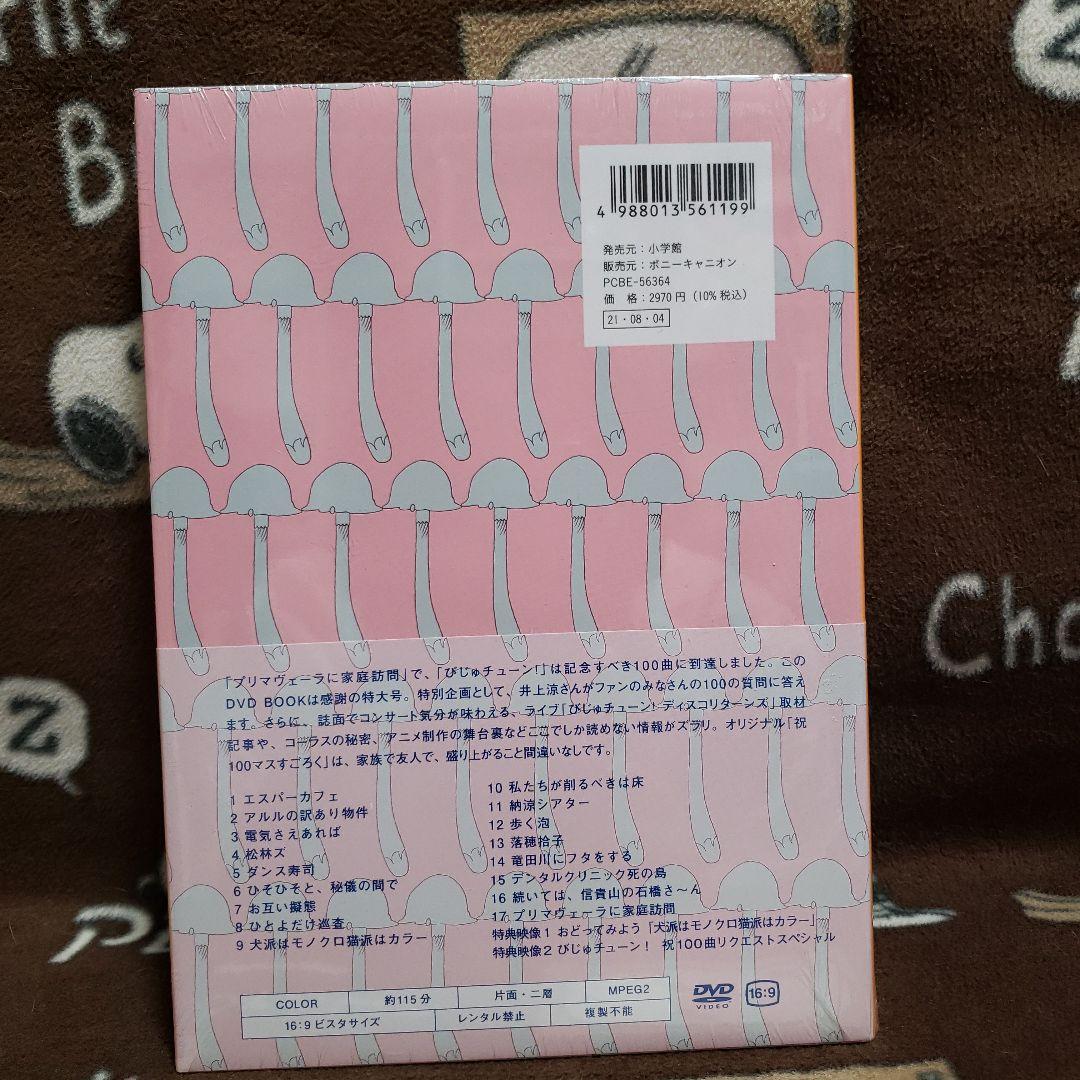 rlie
B
Cha
Z
4 988013 561199
発売元：小学館
販売元：ポニーキャニオン
PCBE-56364
価 格：2970円（10%税込）
21・08・04
「プリマヴェーラに家庭訪問」で、「びじゅチューン！」は記念すべき100曲に到達しました。この
DVD BOOKは感謝の特大号。特別企画として、井上涼さんがファンのみなさんの100の質問に答え
ます。さらに、誌面でコンサート気分が味わえる、ライブ「びじゅチューン！ディスコリターンズ」取材
記事や、コーラスの秘密、アニメ制作の舞台裏などここでしか読めない情報がズラリ。オリジナル「祝
100マスすごろく」は、家族で友人で、盛り上がること間違いなしです。
1 エスパーカフェ
2 アルルの訳あり物件
3 電気さえあれば
4 松林ズ
5 ダンス寿司
6 ひそひそと、秘儀の間で
7 お互い擬態
8 ひとよだけ巡査
9 犬派はモノクロ猫派はカラー
10 私たちが削るべきは床
11 納涼シアター
12 歩く泡
13 落穂拾子
14 竜田川にフタをする
15 デンタルクリニック死の島
16 続いては、信貴山の石橋さ〜ん
17 プリマヴェーラに家庭訪問
特典映像1 おどってみよう「犬派はモノクロ猫派はカラー」
特典映像2 びじゅチューン！ 祝100曲リクエストスペシャル
COLOR 約115分 片面・二層 MPEG2
16:9ビスタサイズ レンタル禁止 複製不能
DVD
VIDEO
16:9